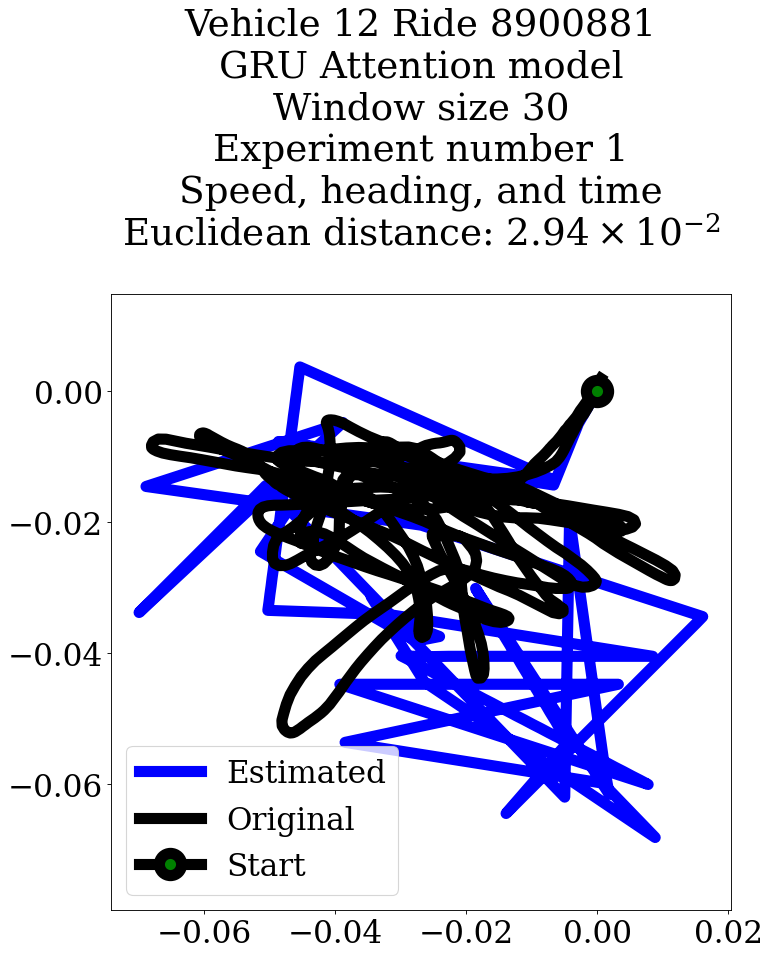 Vehicle 12 Ride 8900881
GRU Attention model
Window size 30
Experiment number 1
Speed, heading, and time
Euclidean distance: 2.94 × 10⁻²
0.00
−0.02
−0.04
−0.06
Estimated
Original
Start
−0.06 −0.04 −0.02 0.00 0.02